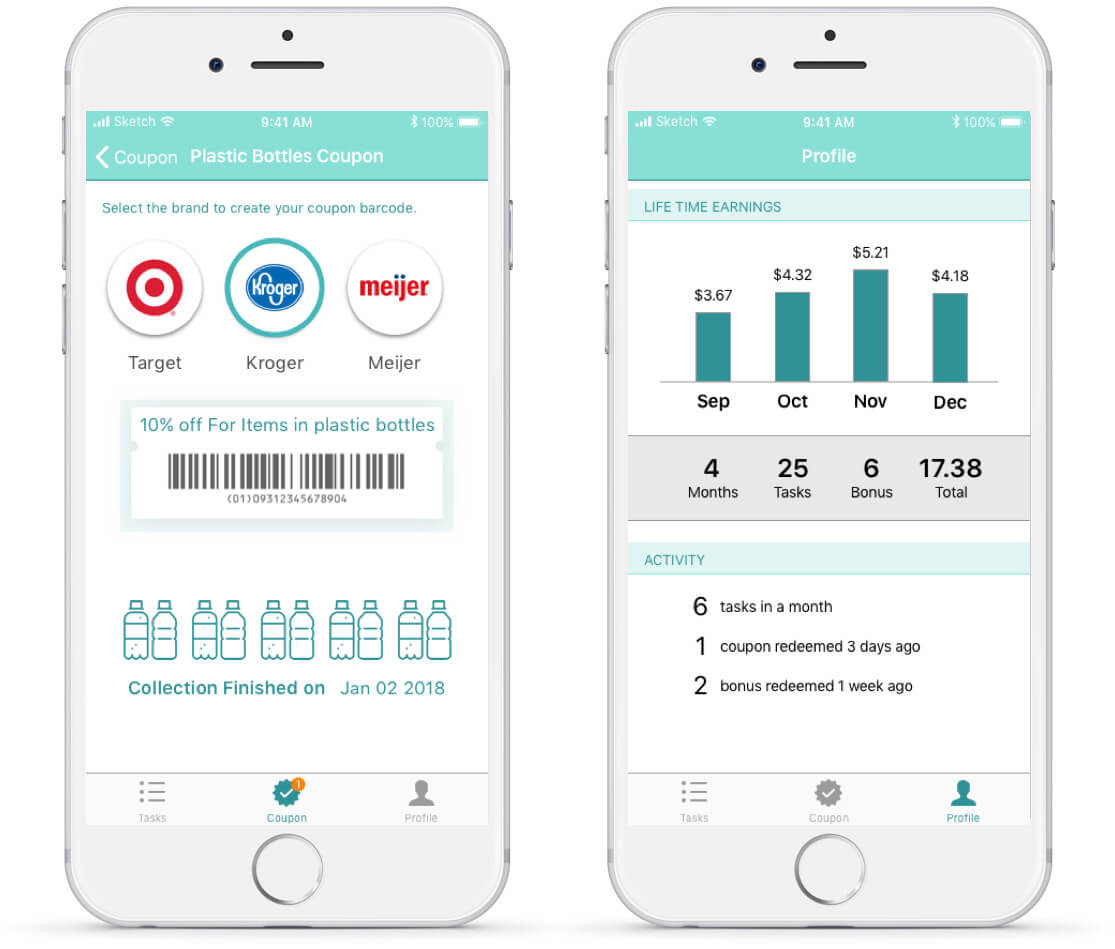 Sketch 9:41 AM 100%
Coupon Plastic Bottles Coupon
Select the brand to create your coupon barcode.
Kroger meijer
Target Kroger Meijer
10% off For Items in plastic bottles
(01)09312345678904
Collection Finished on Jan 02 2018
1
Tasks Coupon Profile
Sketch 9:41 AM 100%
Profile
LIFE TIME EARNINGS
$3.67 $4.32 $5.21 $4.18
Sep Oct Nov Dec
4 25 6 17.38
Months Tasks Bonus Total
ACTIVITY
6 tasks in a month
1 coupon redeemed 3 days ago
2 bonus redeemed 1 week ago
Tasks Coupon Profile